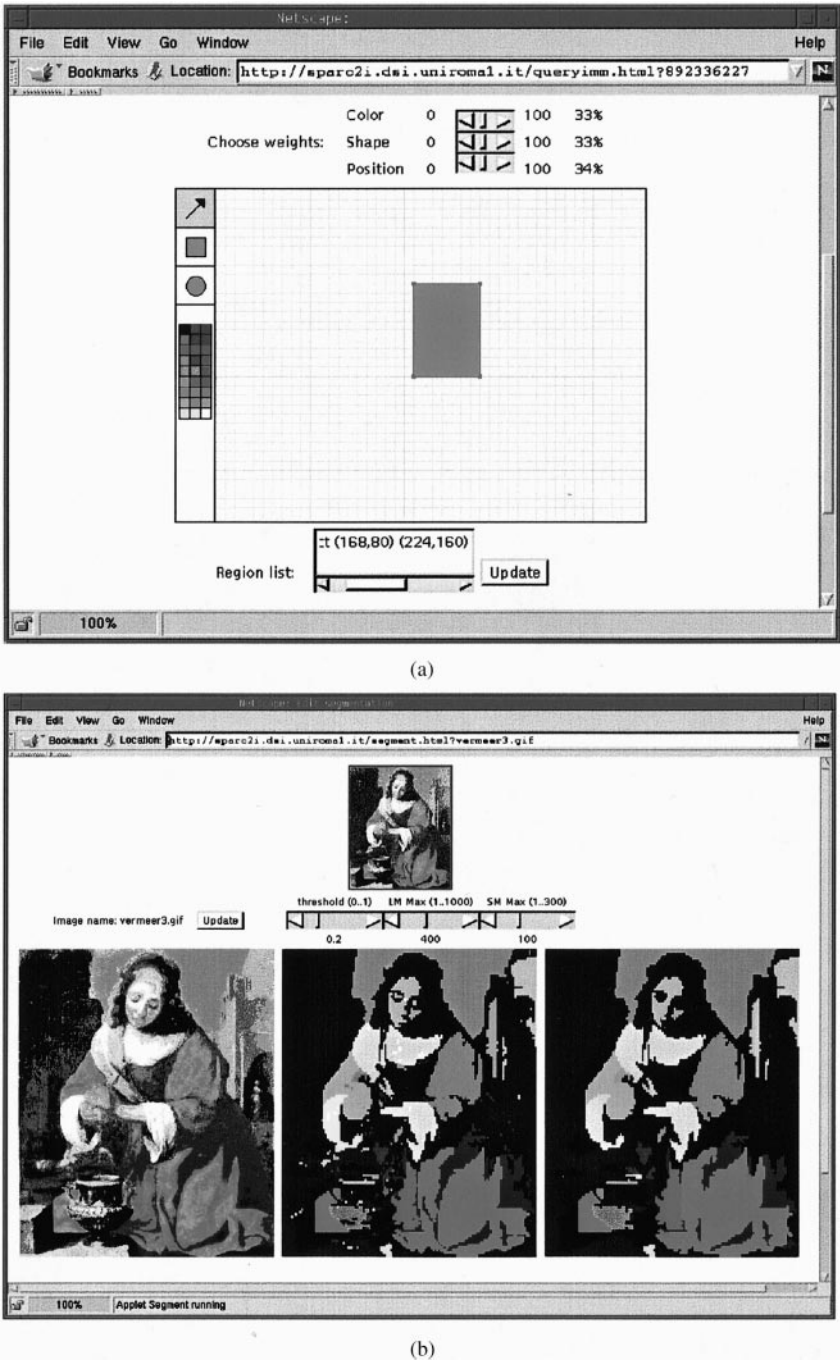 Netscape:
File Edit View Go Window Help
Bookmarks Location: http://sparc2i.dsi.uniroma1.it/queryimm.html?892336227
N
Choose weights:
Color 0 100 33%
Shape 0 100 33%
Position 0 100 34%
Region list:
ct (168,80) (224,160)
Update
100%
(a)
Netscape: Edit segmentation
File Edit View Go Window Help
Bookmarks Location: http://sparc2i.dsi.uniroma1.it/segment.html?vermeer3.gif
N
threshold (0..1) LM Max (1..1000) SM Max (1..300)
Image name: vermeer3.gif Update
0.2 400 100
100% Applet Segment running
(b)